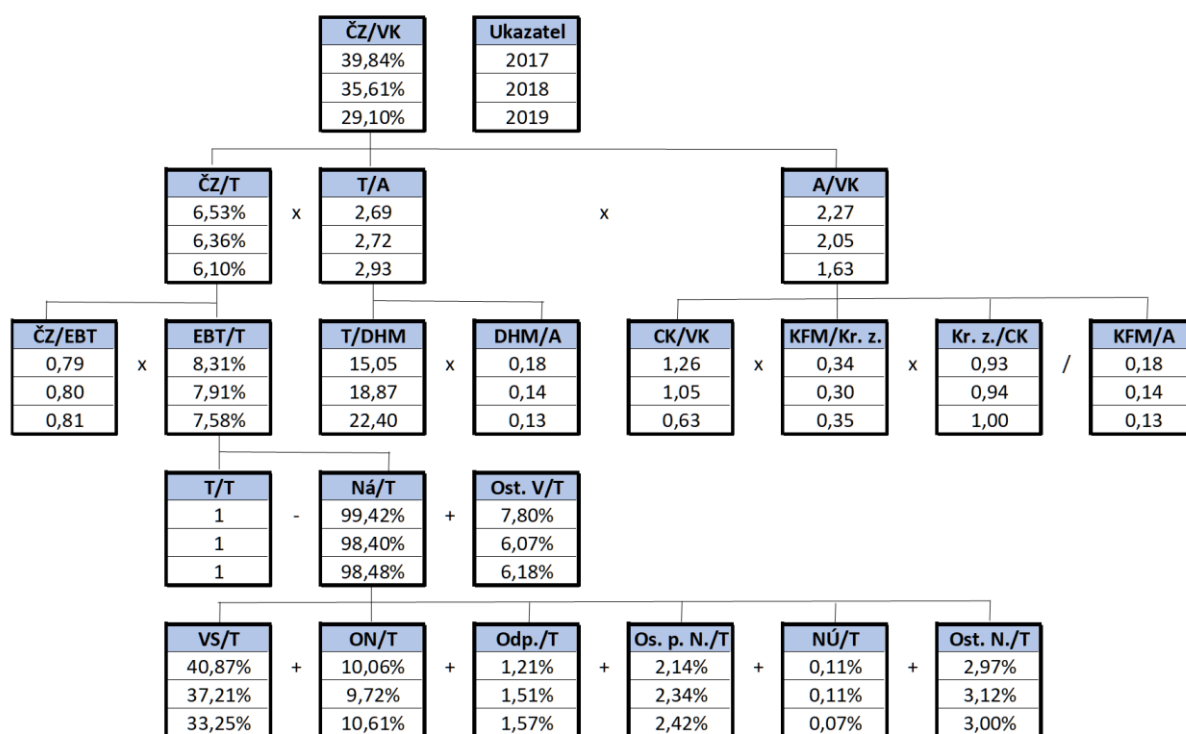 ČZ/VK Ukazatel
39,84% 2017
35,61% 2018
29,10% 2019
ČZ/T T/A A/VK
6,53% x 2,69 x 2,27
6,36% 2,72 2,05
6,10% 2,93 1,63
ČZ/EBT EBT/T T/DHM DHM/A CK/VK KFM/Kr. z. Kr. z./CK KFM/A
0,79 x 8,31% 15,05 x 0,18 1,26 x 0,34 x 0,93 / 0,18
0,80 7,91% 18,87 0,14 1,05 0,30 0,94 0,14
0,81 7,58% 22,40 0,13 0,63 0,35 1,00 0,13
T/T Ná/T Ost. V/T
1 - 99,42% + 7,80%
1 98,40% 6,07%
1 98,48% 6,18%
VS/T ON/T Odp./T Os. p. N./T NÚ/T Ost. N./T
40,87% + 10,06% + 1,21% + 2,14% + 0,11% + 2,97%
37,21% 9,72% 1,51% 2,34% 0,11% 3,12%
33,25% 10,61% 1,57% 2,42% 0,07% 3,00%